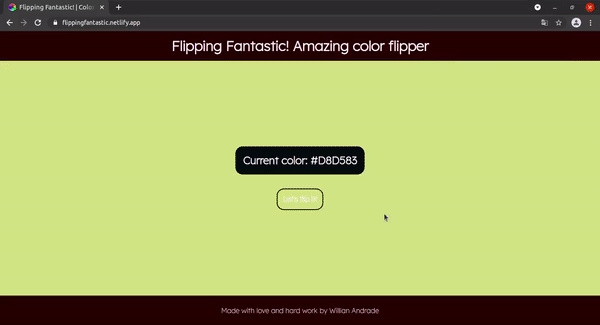 Flipping Fantastic! | Color
flippingfantastic.netlify.app
Flipping Fantastic! Amazing color flipper
Current color: #D8D583
Let's flip it!
Made with love and hard work by Willian Andrade